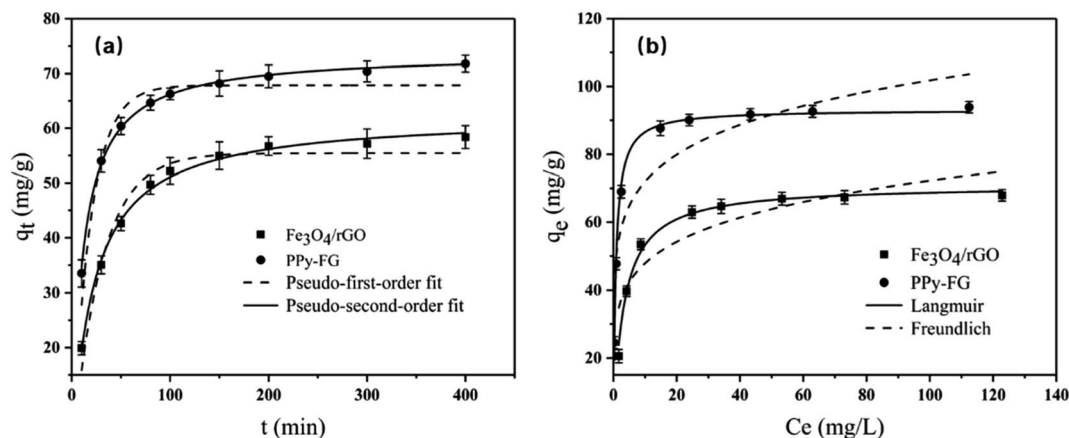 (a)
80
70
60
50
40
30
20
qt (mg/g)
Fe3O4/rGO
PPy-FG
Pseudo-first-order fit
Pseudo-second-order fit
0
100
200
300
400
500
t (min)
(b)
120
100
80
60
40
20
qe (mg/g)
Fe3O4/rGO
PPy-FG
Langmuir
Freundlich
0
20
40
60
80
100
120
140
Ce (mg/L)